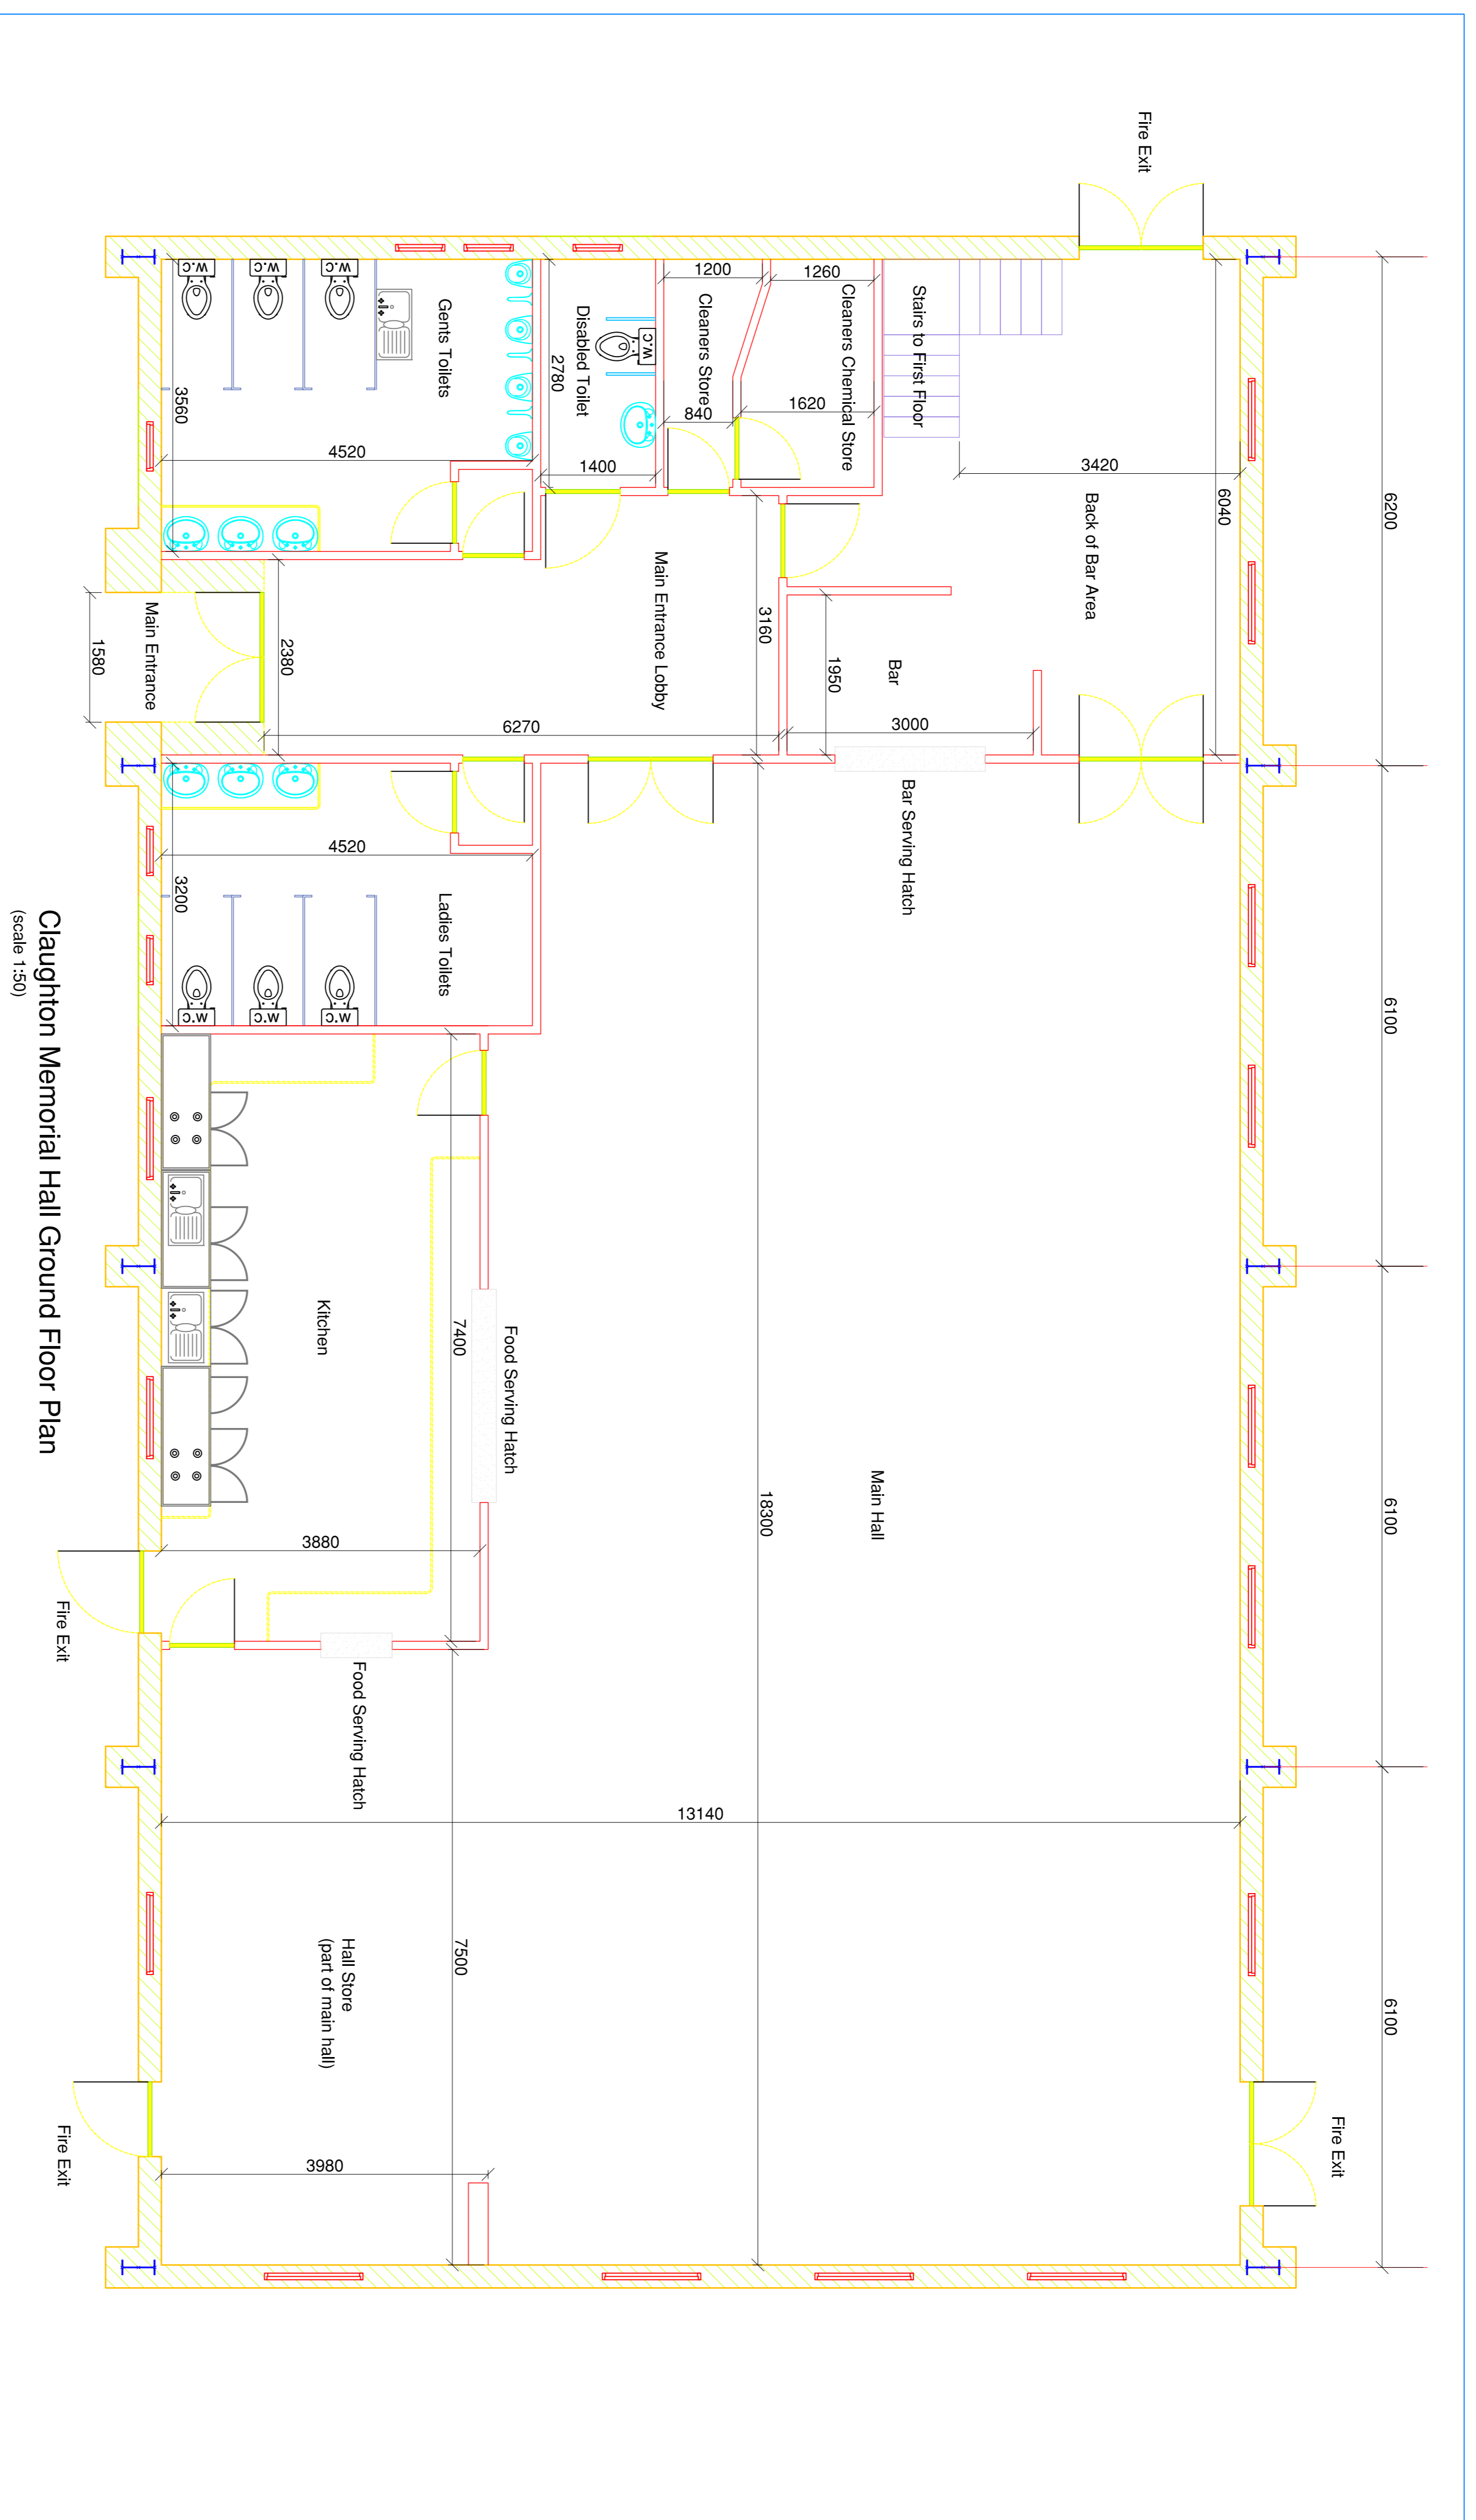 6200
6100
6100
6100
Fire Exit
Fire Exit
6040
3420
Back of Bar Area
Stairs to First Floor
1260
Cleaners Chemical Store
1620
1200
Cleaners Store
840
3160
1950
Bar
3000
Bar Serving Hatch
Main Hall
18300
13140
Disabled Toilet
W.C
2780
1400
Main Entrance Lobby
6270
Gents Toilets
W.C
W.C
W.C
4520
3560
2380
Main Entrance
1580
4520
3200
Ladies Toilets
W.C
W.C
W.C
Food Serving Hatch
7400
Kitchen
3880
Food Serving Hatch
7500
Hall Store
(part of main hall)
3980
Fire Exit
Fire Exit
Claughton Memorial Hall Ground Floor Plan
(scale 1:50)